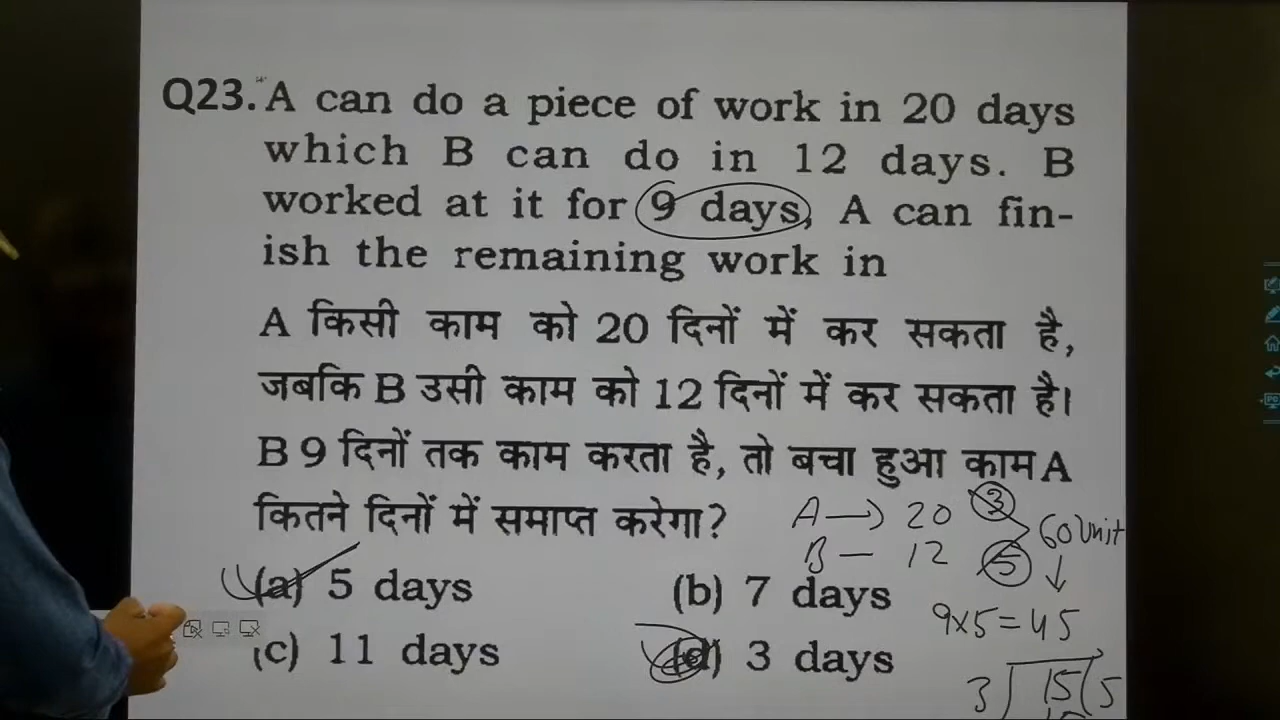 Q23. A can do a piece of work in 20 days
which B can do in 12 days. B
worked at it for 9 days, A can fin-
ish the remaining work in
A किसी काम को 20 दिनों में कर सकता है,
जबकि B उसी काम को 12 दिनों में कर सकता है।
B 9 दिनों तक काम करता है, तो बचा हुआ काम A
कितने दिनों में समाप्त करेगा?
A → 20 3
B — 12 5
60 Unit
(a) 5 days
(b) 7 days
9x5=45
(c) 11 days
(d) 3 days
3) 15 (5